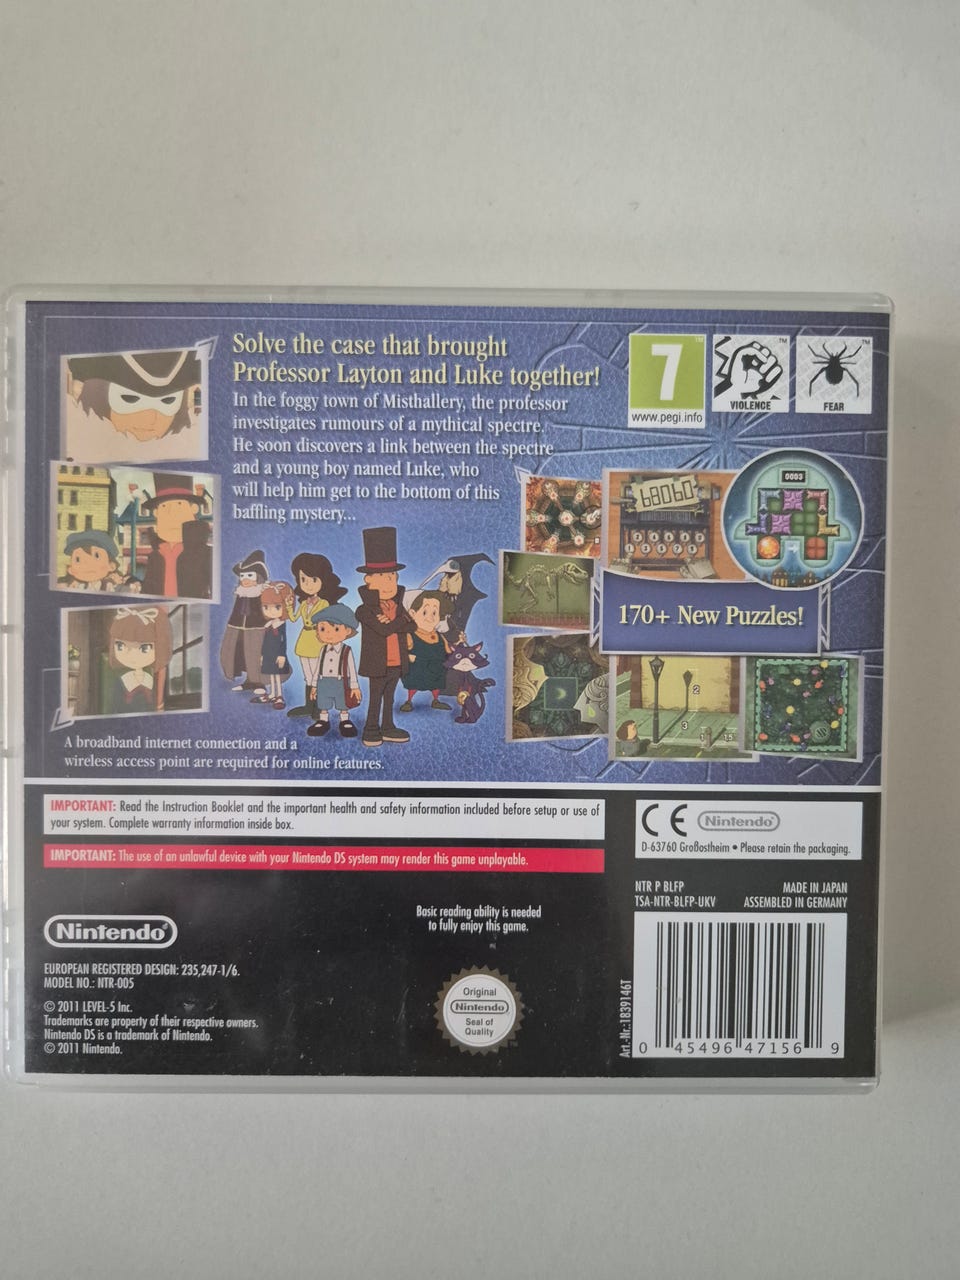 Solve the case that brought
Professor Layton and Luke together!
In the foggy town of Misthallery, the professor
investigates rumours of a mythical spectre.
He soon discovers a link between the spectre
and a young boy named Luke, who
will help him get to the bottom of this
baffling mystery...
7
www.pegi.info
VIOLENCE
FEAR
0003
170+ New Puzzles!
2
3
A broadband internet connection and a
wireless access point are required for online features.
IMPORTANT: Read the Instruction Booklet and the important health and safety information included before setup or use of
your system. Complete warranty information inside box.
IMPORTANT: The use of an unlawful device with your Nintendo DS system may render this game unplayable.
CE Nintendo®
D-63760 Großostheim • Please retain the packaging.
NTR P BLFP
TSA-NTR-BLFP-UKV
MADE IN JAPAN
ASSEMBLED IN GERMANY
Basic reading ability is needed
to fully enjoy this game.
Nintendo®
EUROPEAN REGISTERED DESIGN: 235,247-1/6.
MODEL NO.: NTR-005
© 2011 LEVEL-5 Inc.
Trademarks are property of their respective owners.
Nintendo DS is a trademark of Nintendo.
© 2011 Nintendo.
Original
Nintendo®
Seal of
Quality
Art.-Nr.:1839146T
0 45496 47156 9